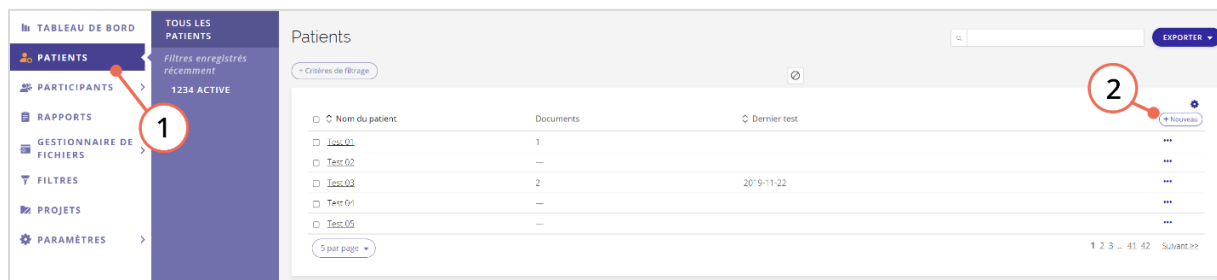 TABLEAU DE BORD
PATIENTS
PARTICIPANTS
RAPPORTS
GESTIONNAIRE DE
FICHIERS
FILTRES
PROJETS
PARAMÈTRES
1
TOUS LES
PATIENTS
Filtres enregistrés
récemment
1234 ACTIVE
Patients
EXPORTER
+ Critères de filtrage
2
Nom du patient Documents Dernier test + Nouveau
Test 01 1 •••
Test 02 — •••
Test 03 2 2019-11-22 •••
Test 04 — •••
Test 05 — •••
5 par page 1 2 3 ... 41 42 Suivant >>